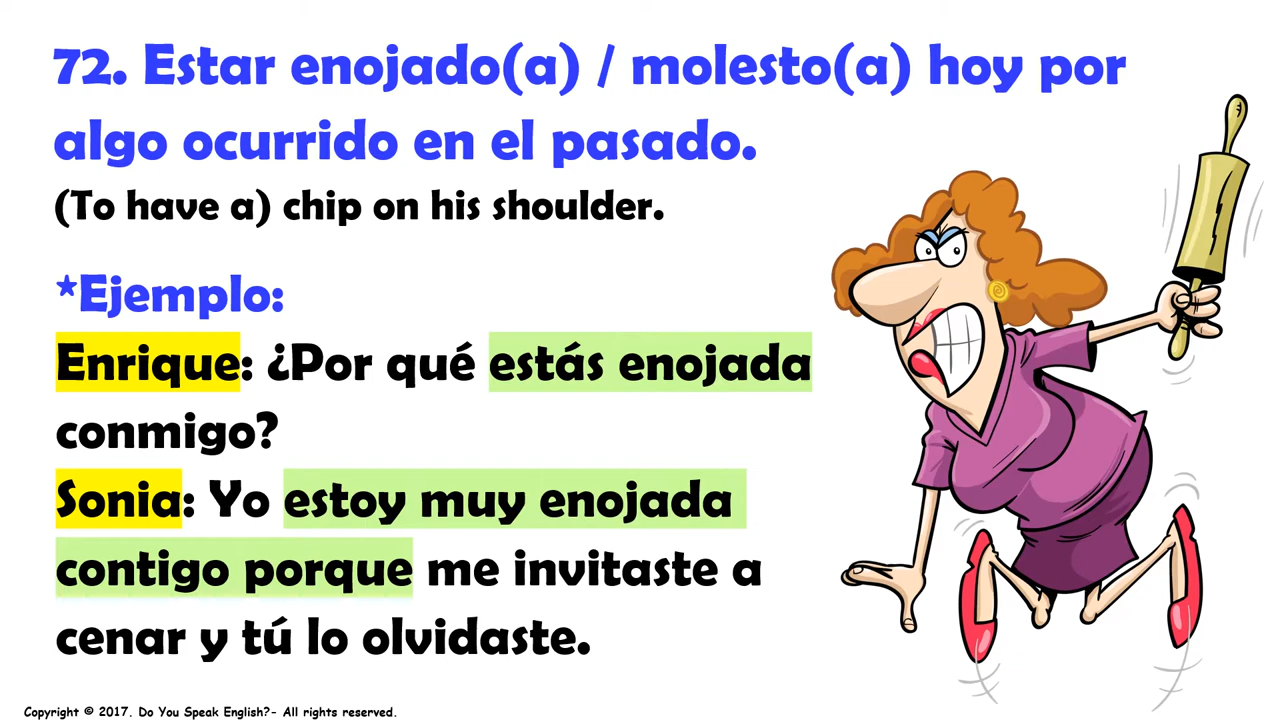 72. Estar enojado(a) / molesto(a) hoy por
algo ocurrido en el pasado.
(To have a) chip on his shoulder.
*Ejemplo:
Enrique: ¿Por qué estás enojada
conmigo?
Sonia: Yo estoy muy enojada
contigo porque me invitaste a
cenar y tú lo olvidaste.
Copyright © 2017. Do You Speak English?- All rights reserved.